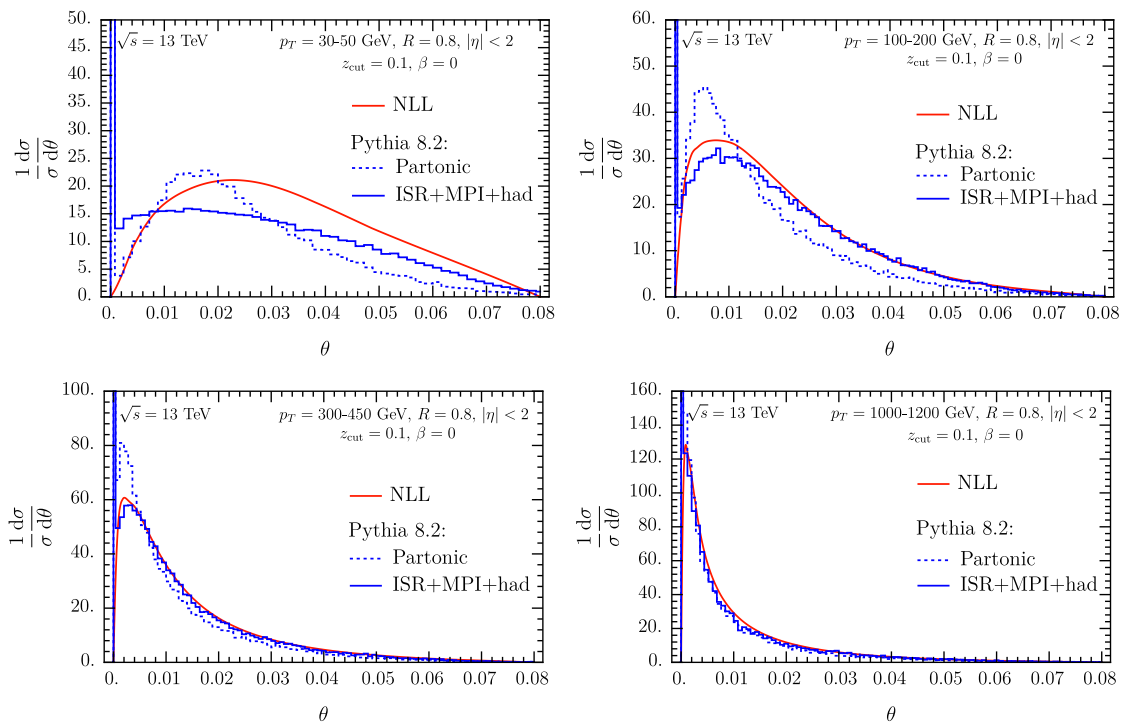 √s = 13 TeV
p_T = 30-50 GeV, R = 0.8, |η| < 2
z_cut = 0.1, β = 0
NLL
Pythia 8.2:
Partonic
ISR+MPI+had
1/σ dσ/dθ
50.
45.
40.
35.
30.
25.
20.
15.
10.
5.
0.
0. 0.01 0.02 0.03 0.04 0.05 0.06 0.07 0.08
θ
√s = 13 TeV
p_T = 100-200 GeV, R = 0.8, |η| < 2
z_cut = 0.1, β = 0
NLL
Pythia 8.2:
Partonic
ISR+MPI+had
1/σ dσ/dθ
60.
50.
40.
30.
20.
10.
0.
0. 0.01 0.02 0.03 0.04 0.05 0.06 0.07 0.08
θ
√s = 13 TeV
p_T = 300-450 GeV, R = 0.8, |η| < 2
z_cut = 0.1, β = 0
NLL
Pythia 8.2:
Partonic
ISR+MPI+had
1/σ dσ/dθ
100.
80.
60.
40.
20.
0.
0. 0.01 0.02 0.03 0.04 0.05 0.06 0.07 0.08
θ
√s = 13 TeV
p_T = 1000-1200 GeV, R = 0.8, |η| < 2
z_cut = 0.1, β = 0
NLL
Pythia 8.2:
Partonic
ISR+MPI+had
1/σ dσ/dθ
160.
140.
120.
100.
80.
60.
40.
20.
0.
0. 0.01 0.02 0.03 0.04 0.05 0.06 0.07 0.08
θ